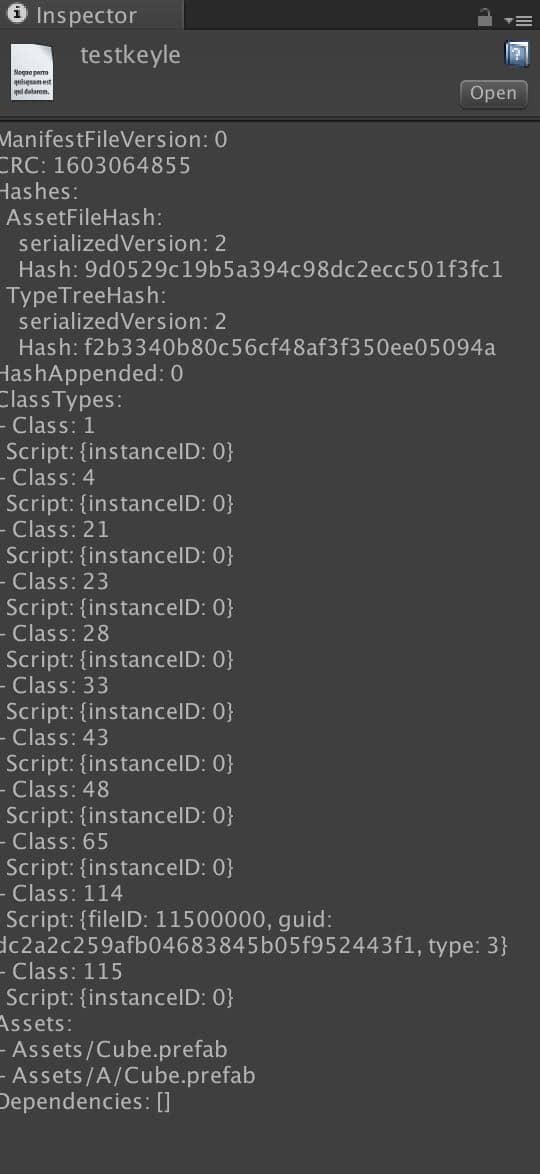 Inspector
testkeyle
Neque porro
quisquam est
qui dolorem.
Open
ManifestFileVersion: 0
CRC: 1603064855
Hashes:
AssetFileHash:
serializedVersion: 2
Hash: 9d0529c19b5a394c98dc2ecc501f3fc1
TypeTreeHash:
serializedVersion: 2
Hash: f2b3340b80c56cf48af3f350ee05094a
HashAppended: 0
ClassTypes:
- Class: 1
Script: {instanceID: 0}
- Class: 4
Script: {instanceID: 0}
- Class: 21
Script: {instanceID: 0}
- Class: 23
Script: {instanceID: 0}
- Class: 28
Script: {instanceID: 0}
- Class: 33
Script: {instanceID: 0}
- Class: 43
Script: {instanceID: 0}
- Class: 48
Script: {instanceID: 0}
- Class: 65
Script: {instanceID: 0}
- Class: 114
Script: {fileID: 11500000, guid:
dc2a2c259afb04683845b05f952443f1, type: 3}
- Class: 115
Script: {instanceID: 0}
Assets:
- Assets/Cube.prefab
- Assets/A/Cube.prefab
Dependencies: []